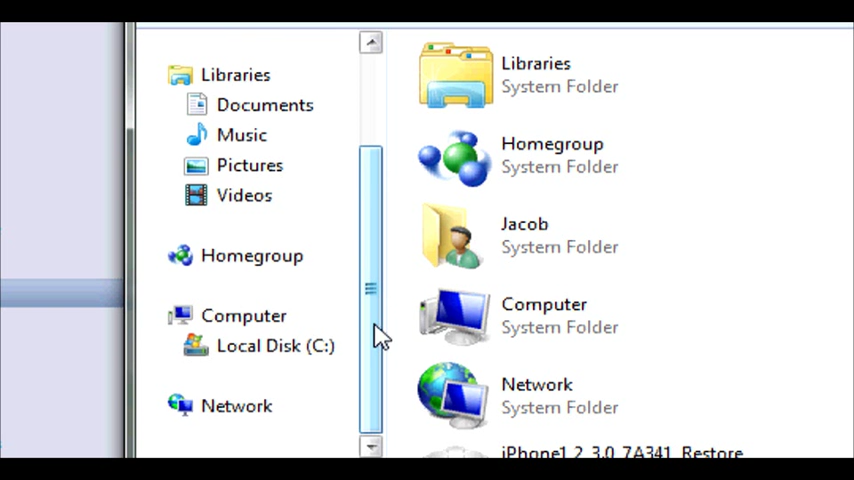 Libraries
Documents
Music
Pictures
Videos
Homegroup
Computer
Local Disk (C:)
Network
Libraries
System Folder
Homegroup
System Folder
Jacob
System Folder
Computer
System Folder
Network
System Folder
iPhone1,2_3.0_7A341_Restore